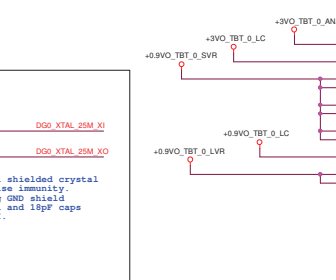 +3VO_TBT_0_AN
+3VO_TBT_0_LC
+0.9VO_TBT_0_SVR
DG0_XTAL_25M_XI
+0.9VO_TBT_0_LC
DG0_XTAL_25M_XO
+0.9VO_TBT_0_LVR
shielded crystal
se immunity.
GND shield
and 18pF caps